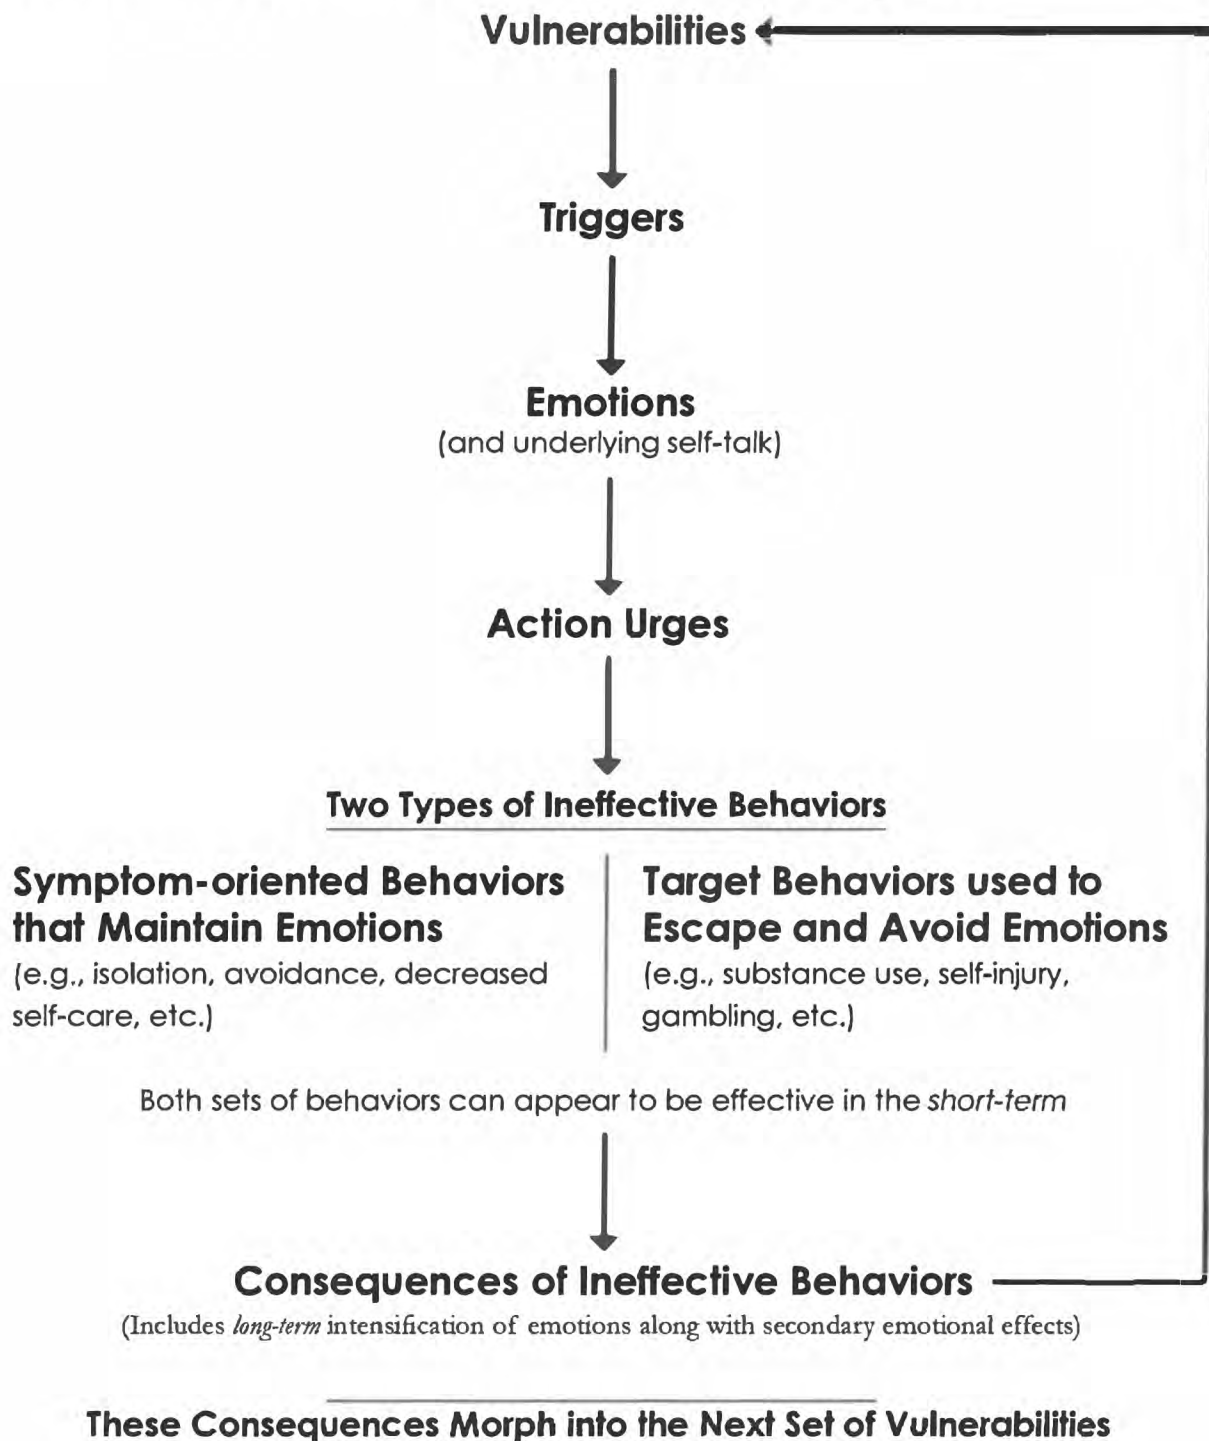 Vulnerabilities
Triggers
Emotions
(and underlying self-talk)
Action Urges
Two Types of Ineffective Behaviors
Symptom-oriented Behaviors
that Maintain Emotions
(e.g., isolation, avoidance, decreased
self-care, etc.)
Target Behaviors used to
Escape and Avoid Emotions
(e.g., substance use, self-injury,
gambling, etc.)
Both sets of behaviors can appear to be effective in the short-term
Consequences of Ineffective Behaviors
(Includes long-term intensification of emotions along with secondary emotional effects)
These Consequences Morph into the Next Set of Vulnerabilities